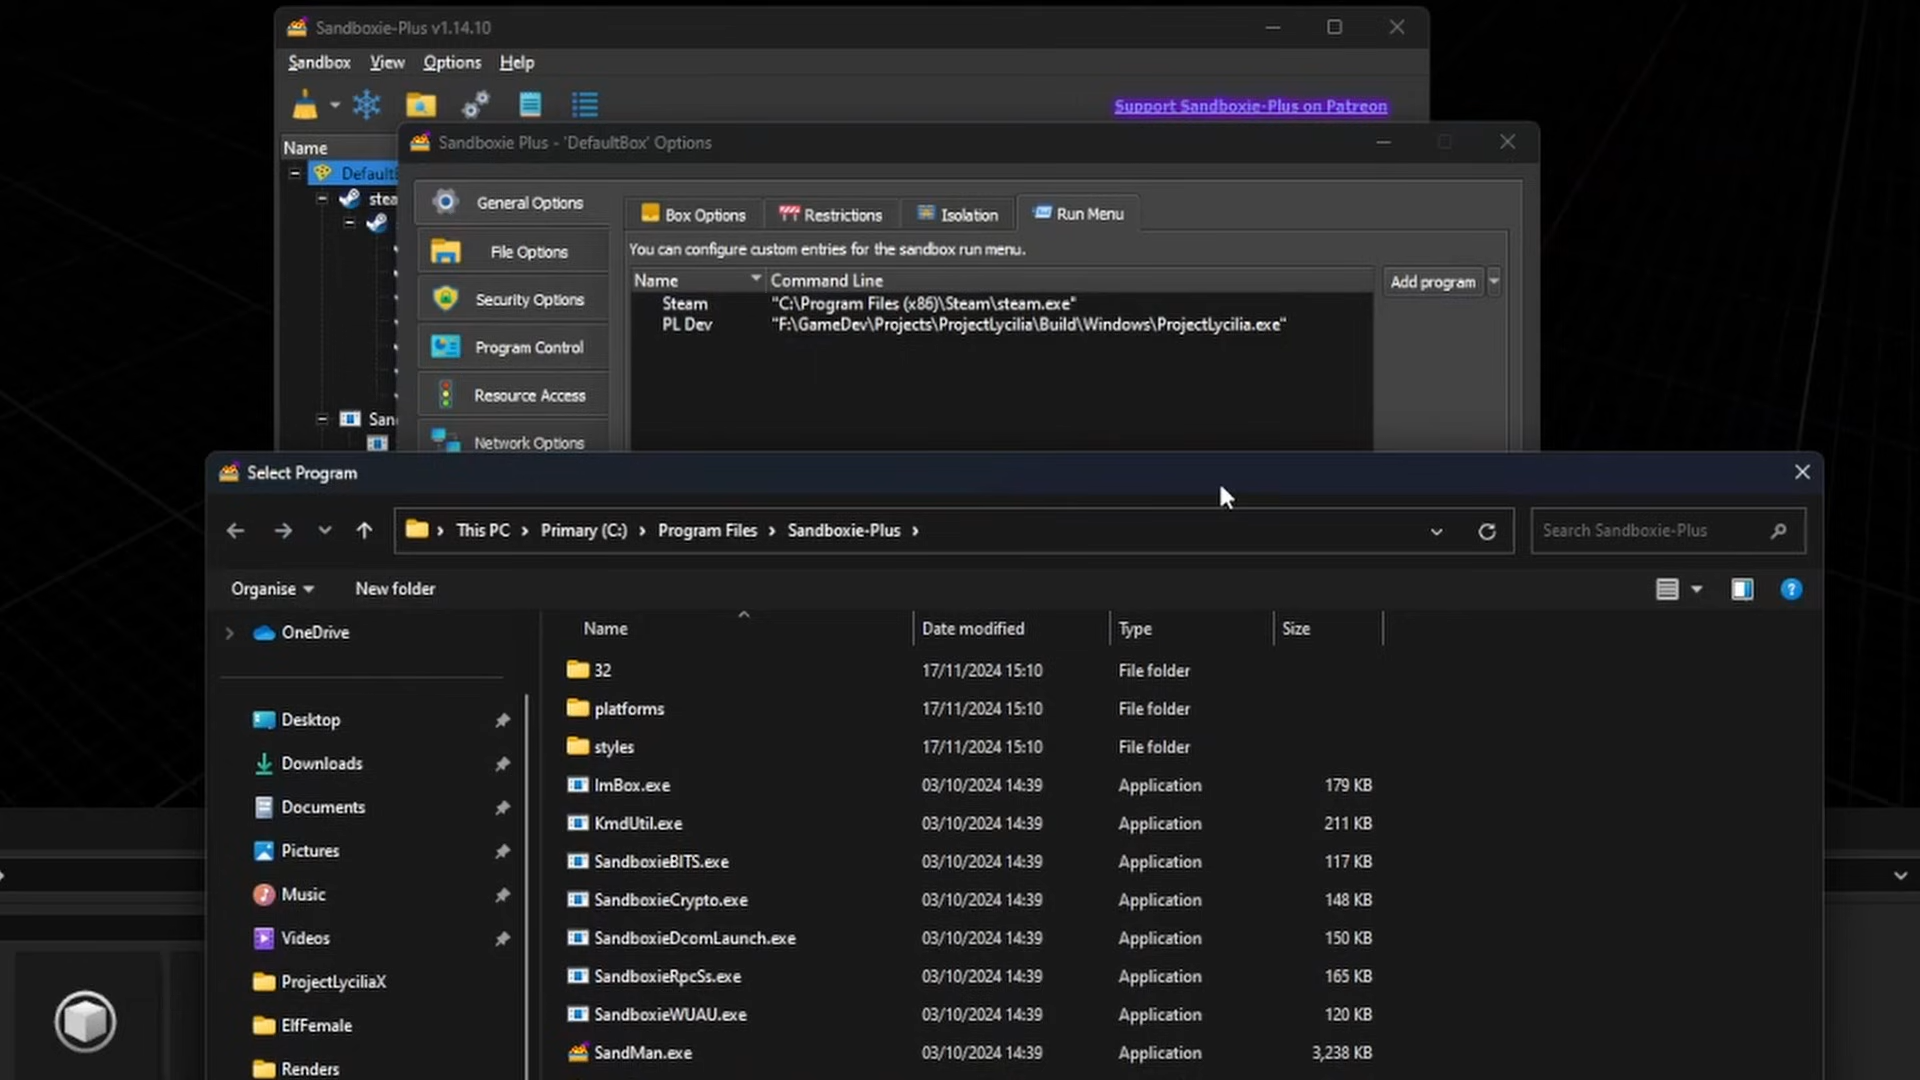 Sandboxie-Plus v1.14.10
Sandbox View Options Help
Support Sandboxie-Plus on Patreon
Name
Sandboxie Plus - 'DefaultBox' Options
DefaultB
stea
San
General Options
File Options
Security Options
Program Control
Resource Access
Network Options
Box Options Restrictions Isolation Run Menu
You can configure custom entries for the sandbox run menu.
Name Command Line
Steam "C:\Program Files (x86)\Steam\steam.exe"
PL Dev "F:\GameDev\Projects\ProjectLycilia\Build\Windows\ProjectLycilia.exe"
Add program
Select Program
This PC › Primary (C:) › Program Files › Sandboxie-Plus ›
Search Sandboxie-Plus
Organise New folder
OneDrive
Desktop
Downloads
Documents
Pictures
Music
Videos
ProjectLyciliaX
ElfFemale
Renders
Name Date modified Type Size
32 17/11/2024 15:10 File folder
platforms 17/11/2024 15:10 File folder
styles 17/11/2024 15:10 File folder
ImBox.exe 03/10/2024 14:39 Application 179 KB
KmdUtil.exe 03/10/2024 14:39 Application 211 KB
SandboxieBITS.exe 03/10/2024 14:39 Application 117 KB
SandboxieCrypto.exe 03/10/2024 14:39 Application 148 KB
SandboxieDcomLaunch.exe 03/10/2024 14:39 Application 150 KB
SandboxieRpcSs.exe 03/10/2024 14:39 Application 165 KB
SandboxieWUAU.exe 03/10/2024 14:39 Application 120 KB
SandMan.exe 03/10/2024 14:39 Application 3,238 KB